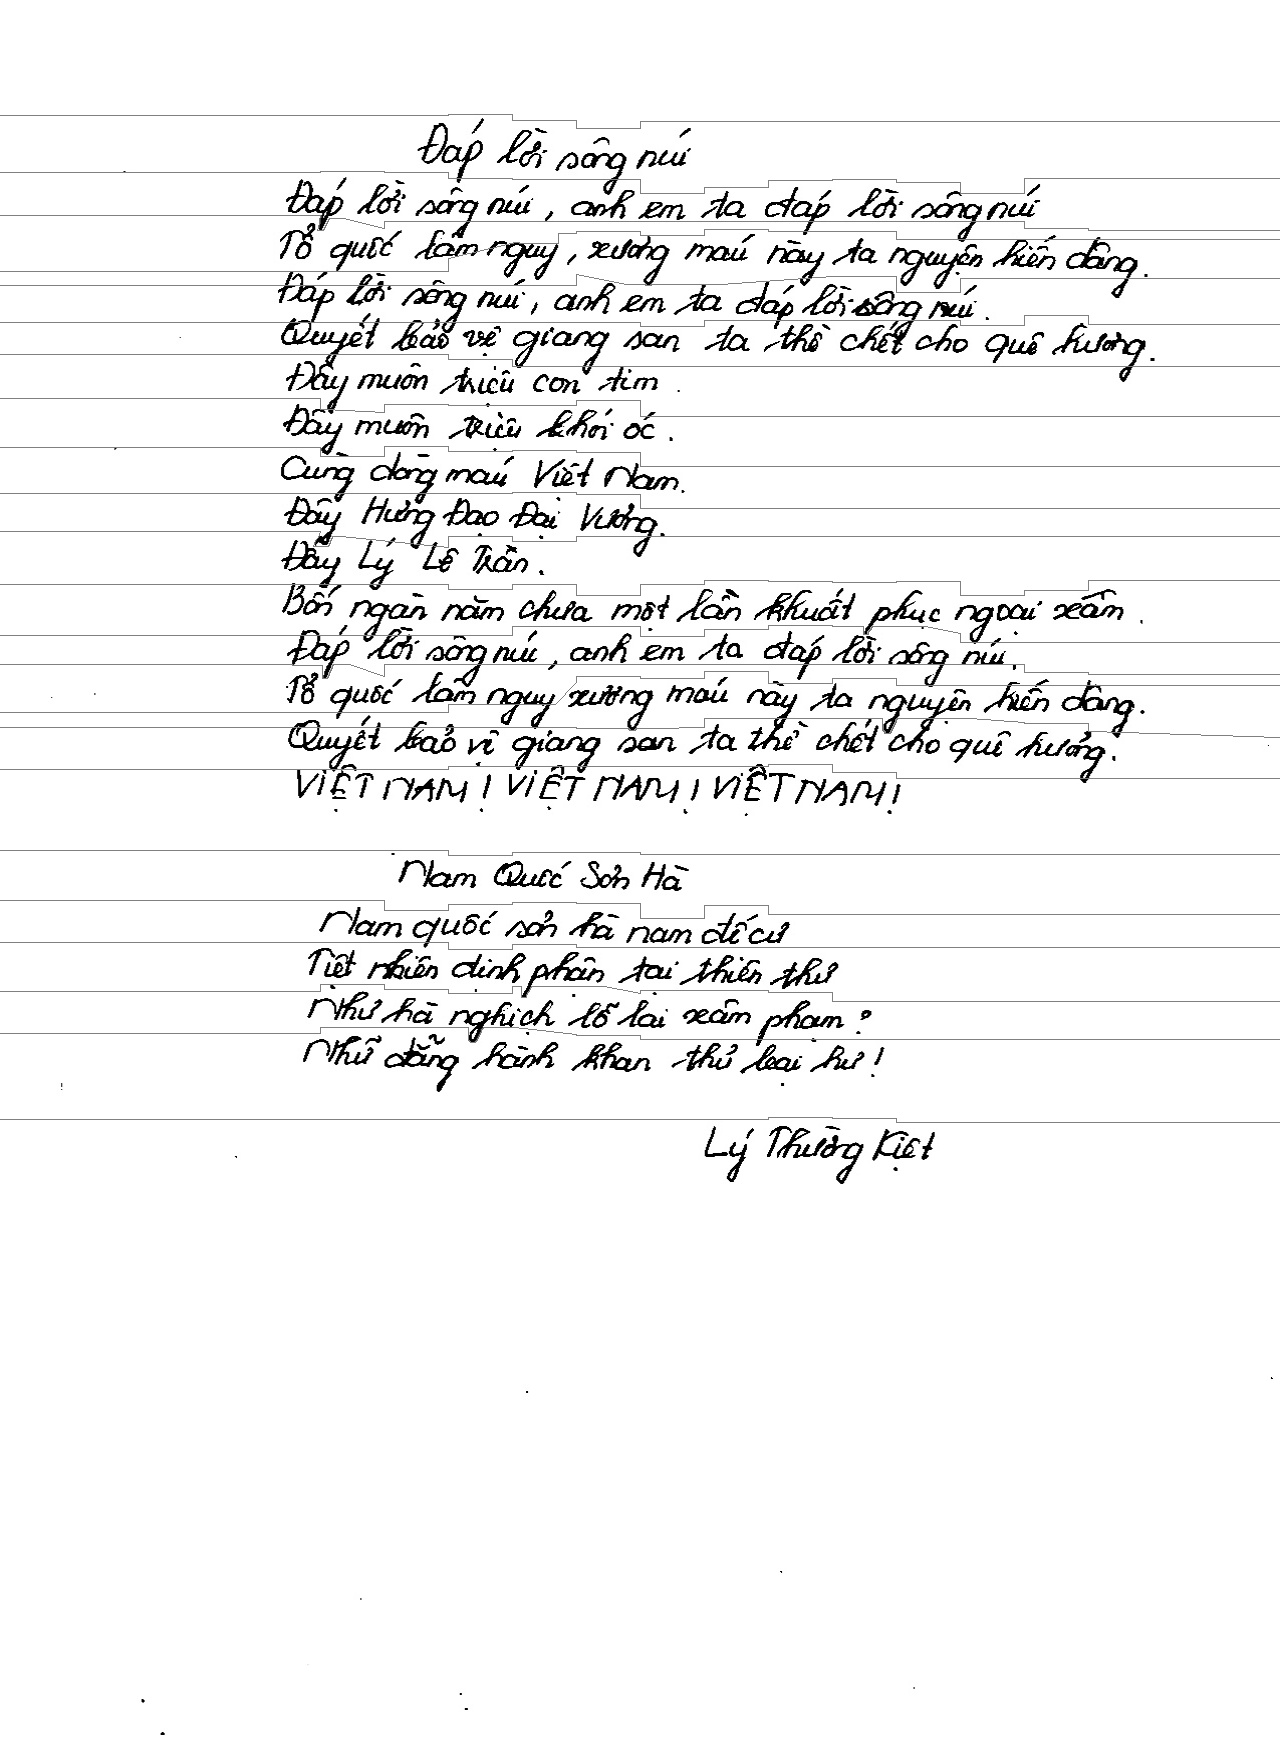 Đáp lời sông núi
Đáp lời sông núi, anh em ta đáp lời sông núi
Tổ quốc lâm nguy, xương máu này ta nguyện hiến dâng.
Đáp lời sông núi, anh em ta đáp lời sông núi.
Quyết bảo vệ giang san ta thề chết cho quê hương.
Đây muôn triệu con tim.
Đây muôn triệu khối óc.
Cùng dòng máu Việt Nam.
Đây Hưng Đạo Đại Vương.
Đây Lý Lê Trần.
Bốn ngàn năm chưa một lần khuất phục ngoại xâm.
Đáp lời sông núi, anh em ta đáp lời sông núi.
Tổ quốc lâm nguy xương máu này ta nguyện hiến dâng.
Quyết bảo vệ giang san ta thề chết cho quê hương.
VIỆT NAM! VIỆT NAM! VIỆT NAM!
Nam Quốc Sơn Hà
Nam quốc sơn hà nam đế cư
Tiệt nhiên định phận tại thiên thư
Như hà nghịch lỗ lai xâm phạm?
Nhữ đẳng hành khan thủ bại hư!
Lý Thường Kiệt